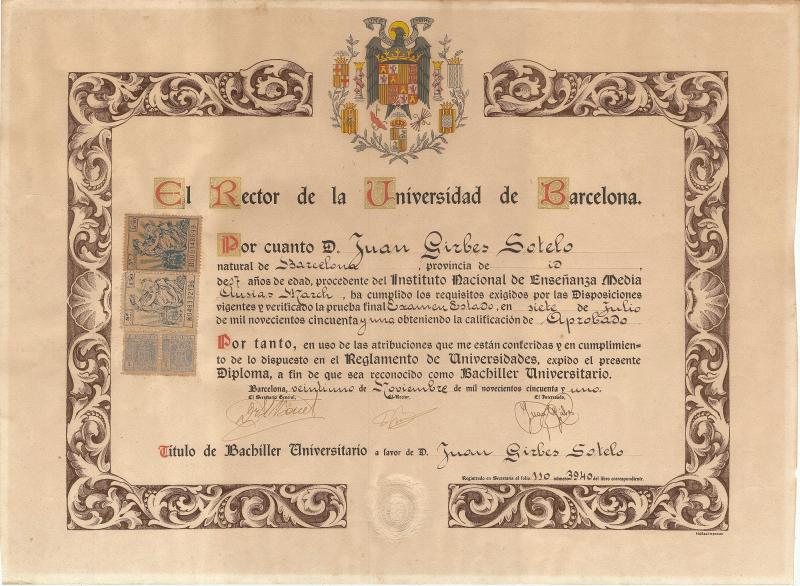 El Rector de la Universidad de Barcelona.
Por cuanto D. Juan Girbes Sotelo
natural de Barcelona, provincia de id
de 17 años de edad, procedente del Instituto Nacional de Enseñanza Media
Ausias March, ha cumplido los requisitos exigidos por las Disposiciones
vigentes y verificado la prueba final Examen Estado, en siete de Julio
de mil novecientos cincuenta y uno obteniendo la calificación de Aprobado
Por tanto, en uso de las atribuciones que me están conferidas y en cumplimien-
to de lo dispuesto en el Reglamento de Universidades, expido el presente
Diploma, a fin de que sea reconocido como Bachiller Universitario.
Barcelona, veintiuno de Noviembre de mil novecientos cincuenta y uno.
El Secretario General, El Rector, El Interesado,
Juan Girbes
Título de Bachiller Universitario a favor de D. Juan Girbes Sotelo
Registrado en Secretaría al folio 110 número 3940 del libro correspondiente.